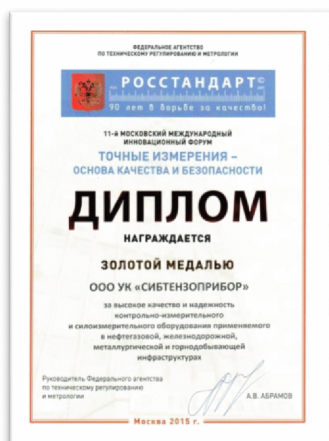 ФЕДЕРАЛЬНОЕ АГЕНТСТВО
ПО ТЕХНИЧЕСКОМУ РЕГУЛИРОВАНИЮ И МЕТРОЛОГИИ
РОССТАНДАРТ©
90 лет в борьбе за качество!
11-й МОСКОВСКИЙ МЕЖДУНАРОДНЫЙ
ИННОВАЦИОННЫЙ ФОРУМ
ТОЧНЫЕ ИЗМЕРЕНИЯ –
ОСНОВА КАЧЕСТВА И БЕЗОПАСНОСТИ
ДИПЛОМ
НАГРАЖДАЕТСЯ
ЗОЛОТОЙ МЕДАЛЬЮ
ООО УК «СИБТЕНЗОПРИБОР»
за высокое качество и надежность
контрольно-измерительного
и силоизмерительного оборудования применяемого
в нефтегазовой, железнодорожной,
металлургической и горнодобывающей
инфраструктурах
Руководитель Федерального агентства
по техническому регулированию
и метрологии
А.В. АБРАМОВ
Москва 2015 г.